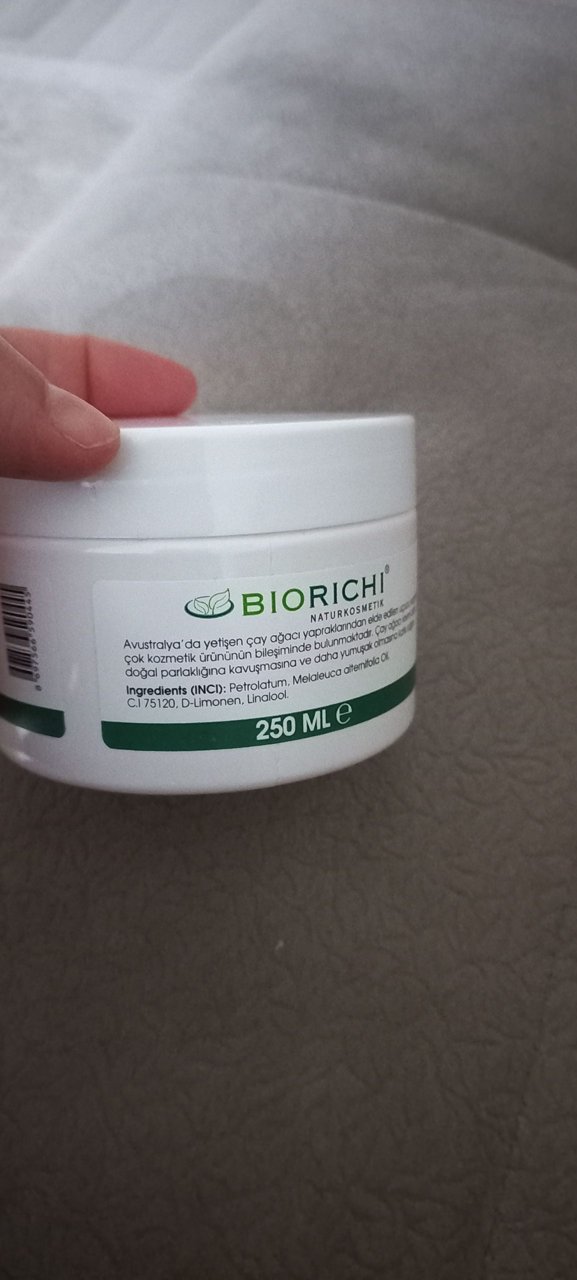 BIORICHI®
NATURKOSMETIK
Avustralya'da yetişen çay ağacı yapraklarından elde edilen
çok kozmetik ürününün bileşiminde bulunmaktadır. Çay ağacı
doğal parlaklığına kavuşmasına ve daha yumuşak olmasına
Ingredients (INCI): Petrolatum, Melaleuca alternifolia Oil,
C.I 75120, D-Limonen, Linalool.
250 ML ℮